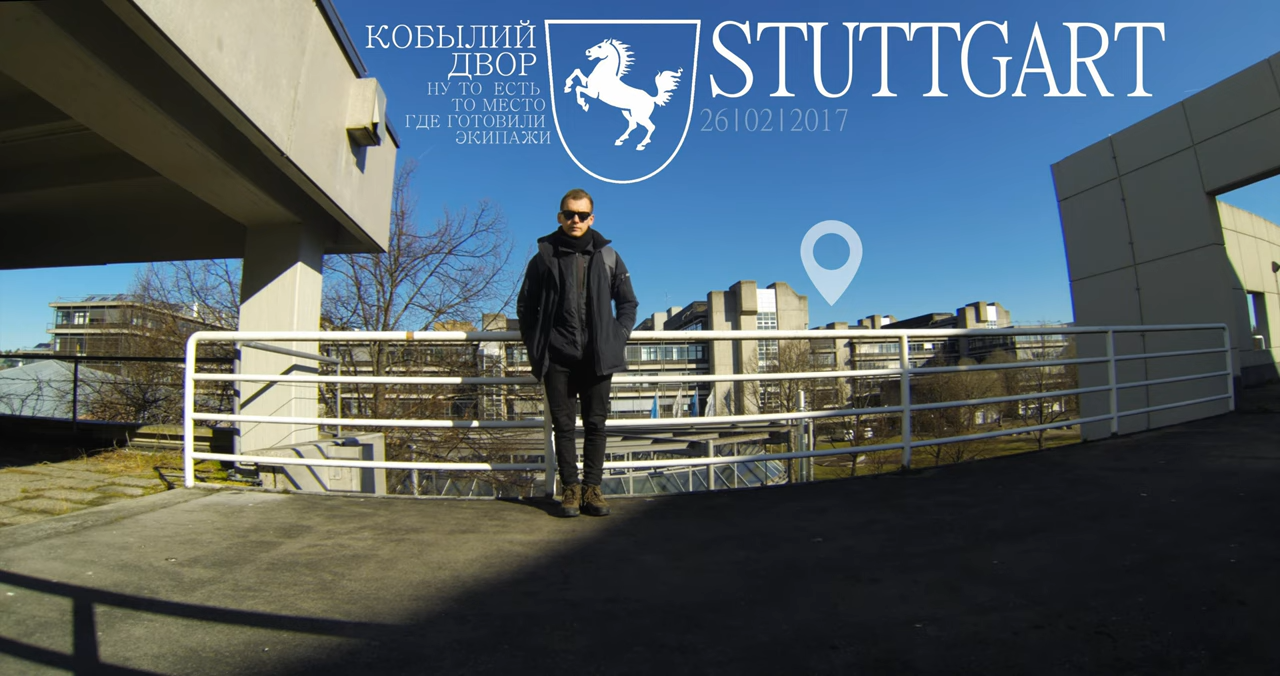 КОБЫЛИЙ
ДВОР
НУ ТО ЕСТЬ
ТО МЕСТО
ГДЕ ГОТОВИЛИ
ЭКИПАЖИ
STUTTGART
26|02|2017